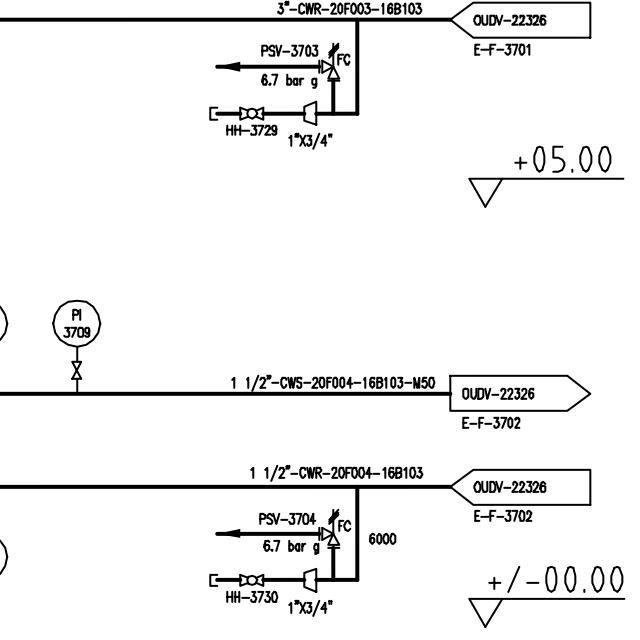 3"-CWR-20F003-16B103
OUDV-22326
E-F-3701
PSV-3703
FC
6.7 bar g
HH-3729
1"X3/4"
+05.00
PI
3709
1 1/2"-CWS-20F004-16B103-M50
OUDV-22326
E-F-3702
1 1/2"-CWR-20F004-16B103
OUDV-22326
E-F-3702
PSV-3704
FC
6000
6.7 bar g
HH-3730
1"X3/4"
+/-00.00